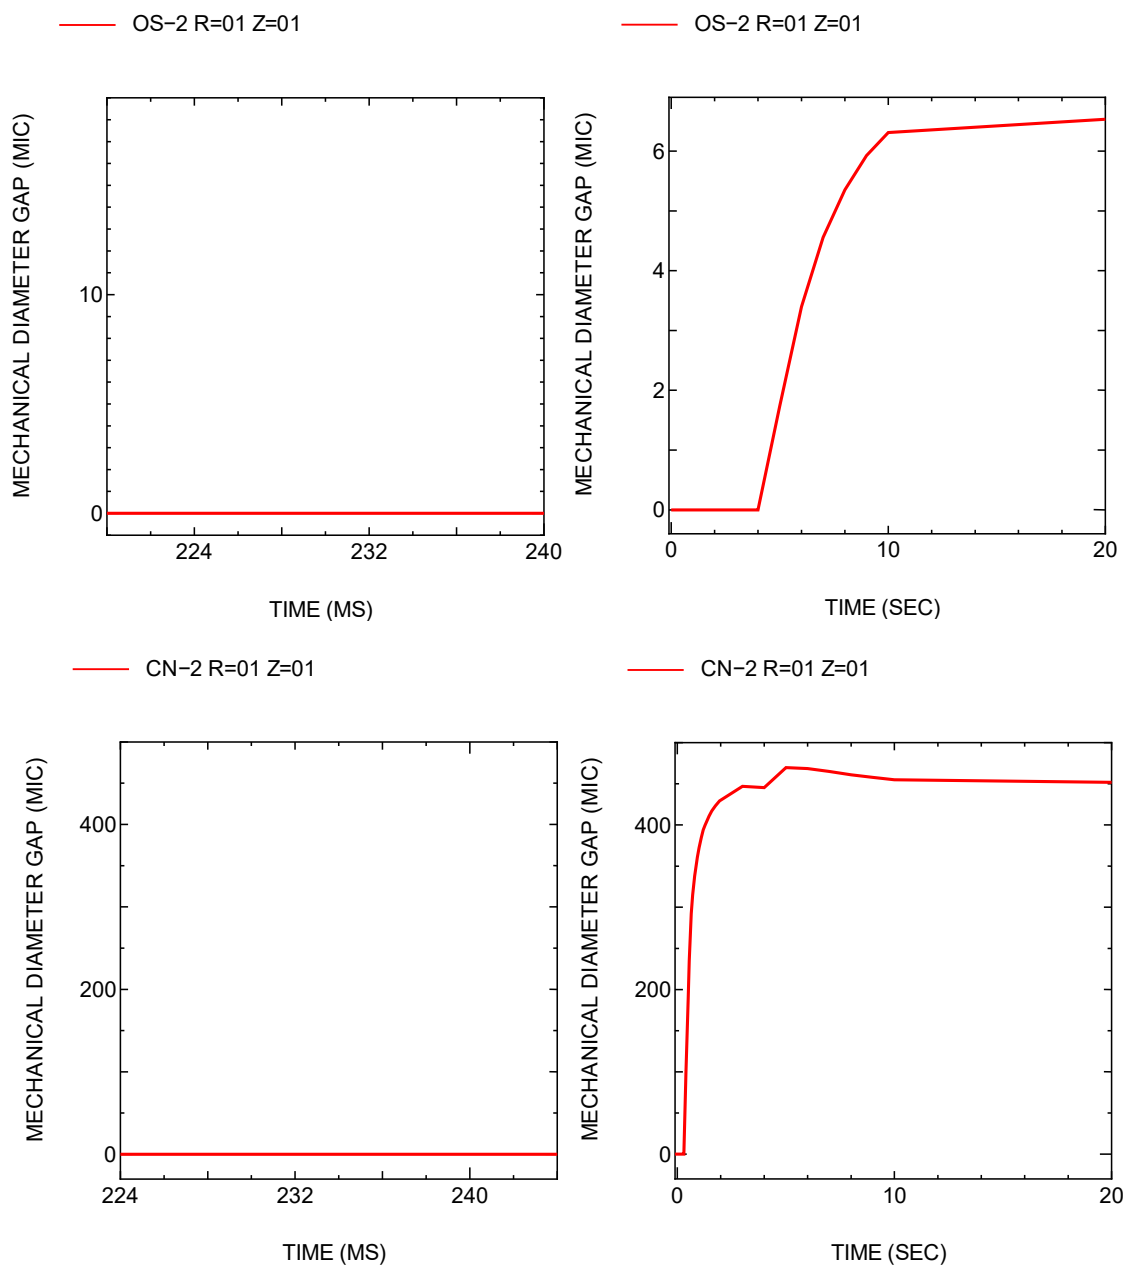 OS−2 R=01 Z=01
MECHANICAL DIAMETER GAP (MIC)
10
0
224
232
240
TIME (MS)
OS−2 R=01 Z=01
MECHANICAL DIAMETER GAP (MIC)
6
4
2
0
0
10
20
TIME (SEC)
CN−2 R=01 Z=01
MECHANICAL DIAMETER GAP (MIC)
400
200
0
224
232
240
TIME (MS)
CN−2 R=01 Z=01
MECHANICAL DIAMETER GAP (MIC)
400
200
0
0
10
20
TIME (SEC)